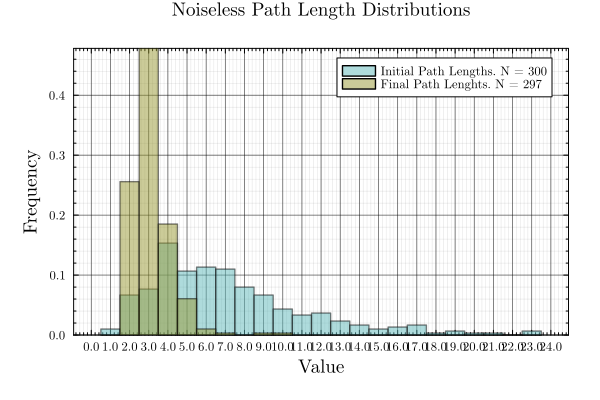 Noiseless Path Length Distributions
Initial Path Lengths. N = 300
Final Path Lenghts. N = 297
0.4
0.3
0.2
0.1
0.0
Frequency
0.0 1.0 2.0 3.0 4.0 5.0 6.0 7.0 8.0 9.0 10.0 11.0 12.0 13.0 14.0 15.0 16.0 17.0 18.0 19.0 20.0 21.0 22.0 23.0 24.0
Value